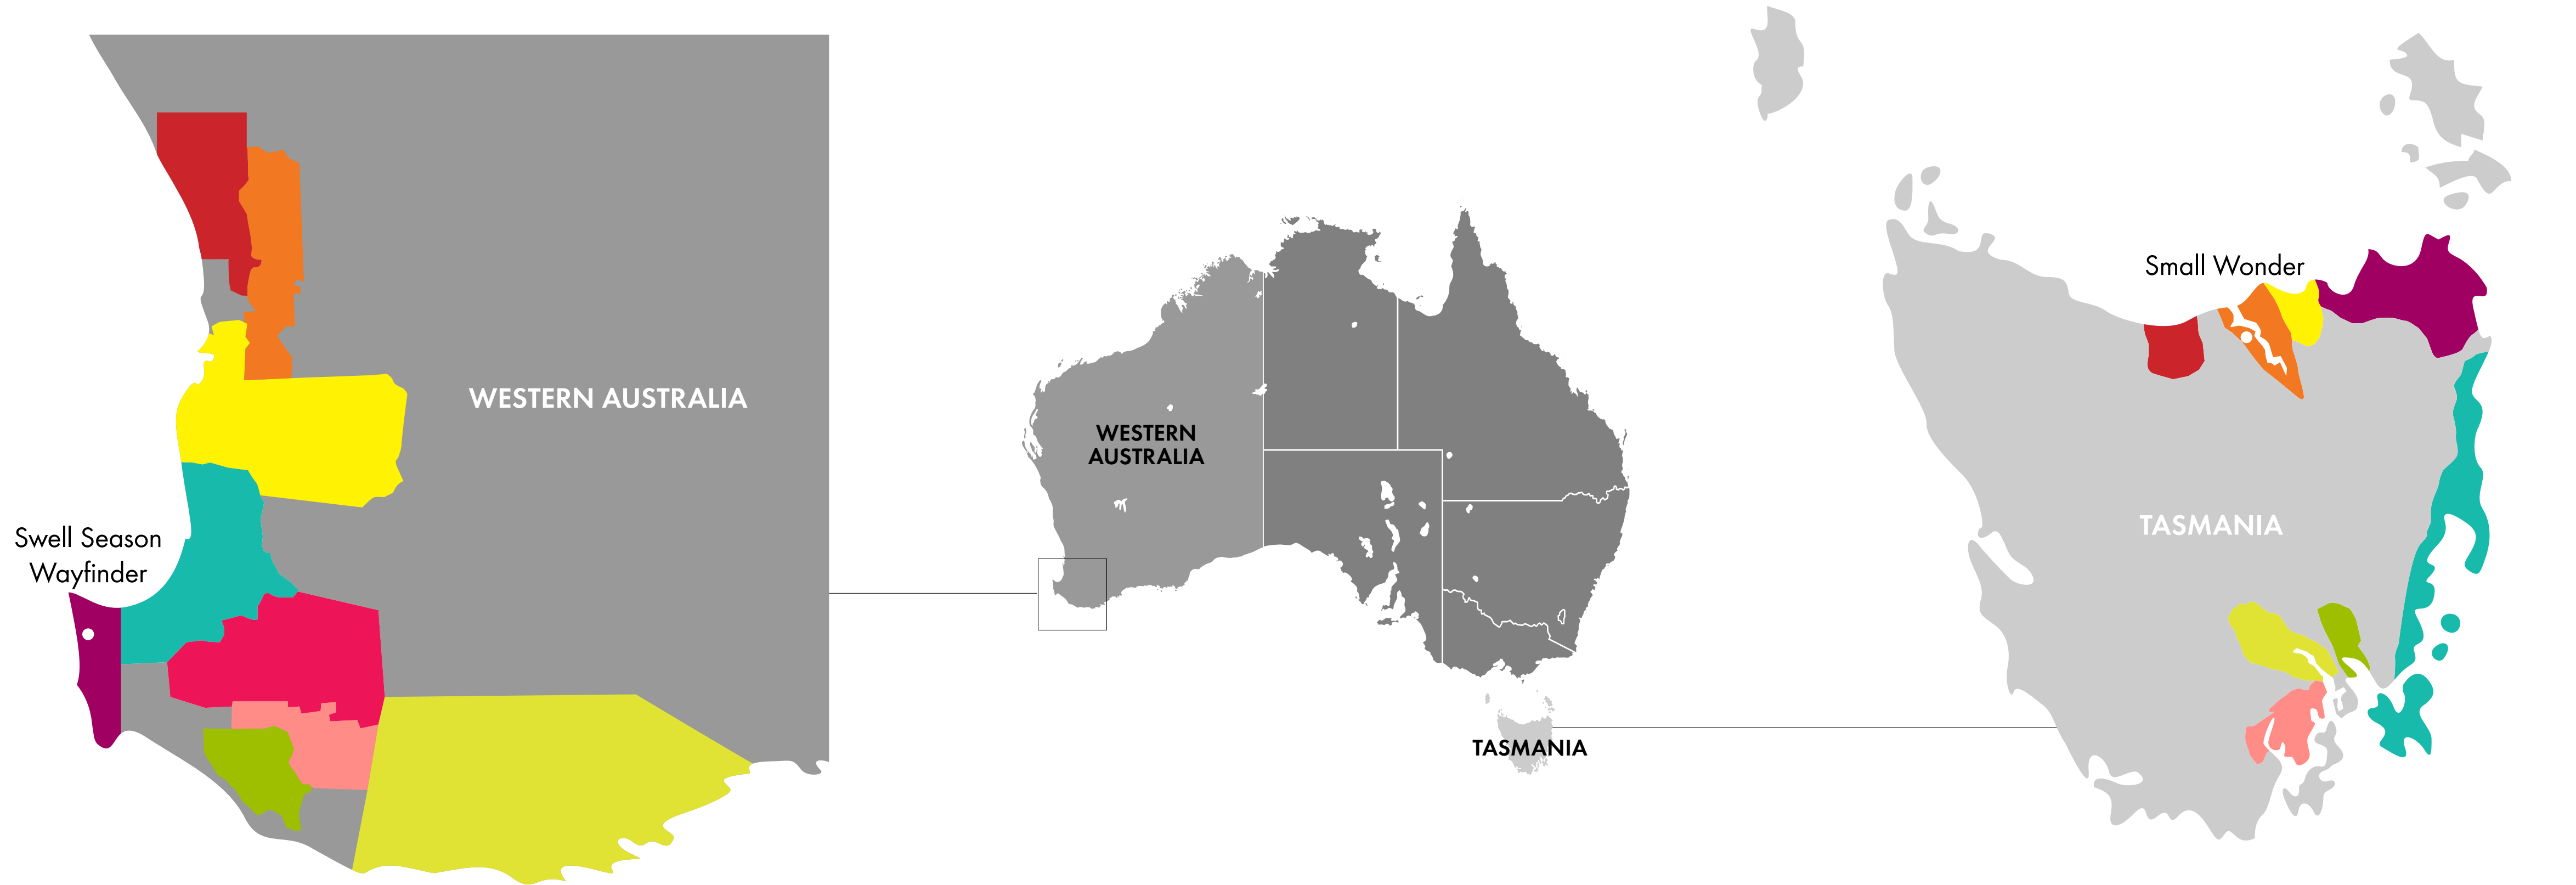 WESTERN AUSTRALIA
Swell Season
Wayfinder
WESTERN
AUSTRALIA
TASMANIA
Small Wonder
TASMANIA